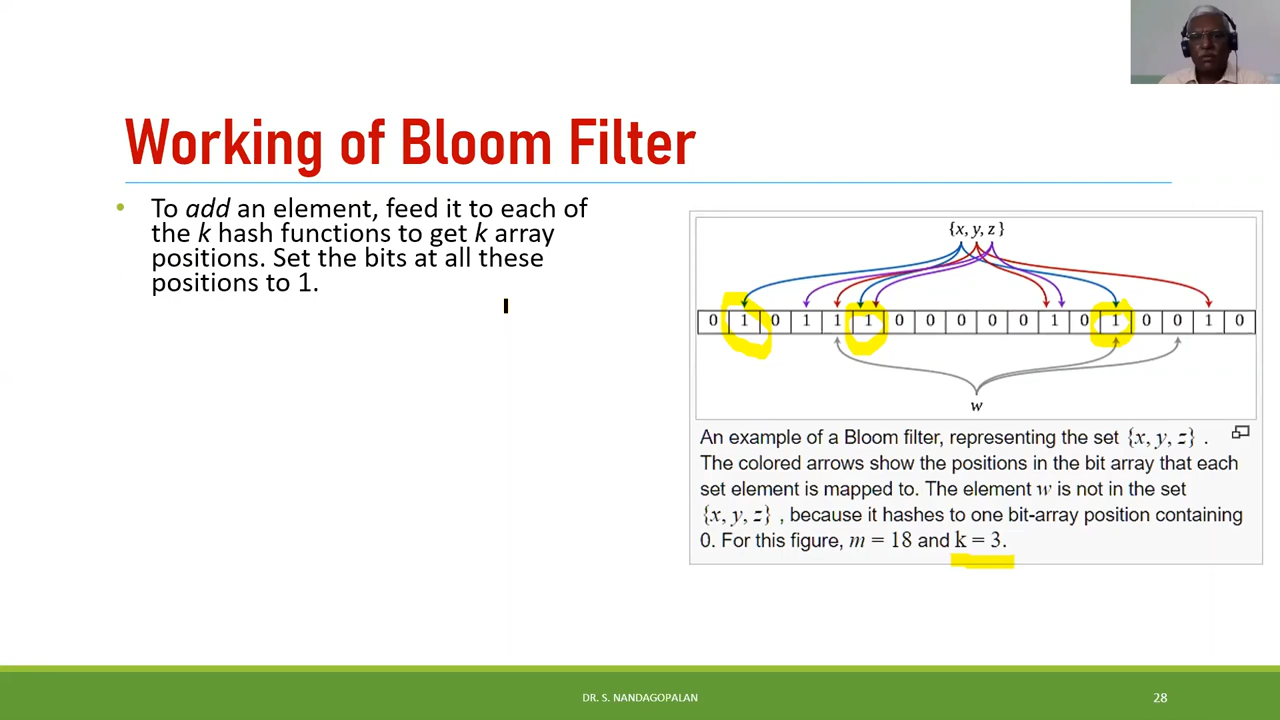 Working of Bloom Filter
• To add an element, feed it to each of
the k hash functions to get k array
positions. Set the bits at all these
positions to 1.
{x, y, z}
0 1 0 1 1 1 0 0 0 0 0 1 0 1 0 0 1 0
w
An example of a Bloom filter, representing the set {x, y, z} .
The colored arrows show the positions in the bit array that each
set element is mapped to. The element w is not in the set
{x, y, z} , because it hashes to one bit-array position containing
0. For this figure, m = 18 and k = 3.
DR. S. NANDAGOPALAN
28